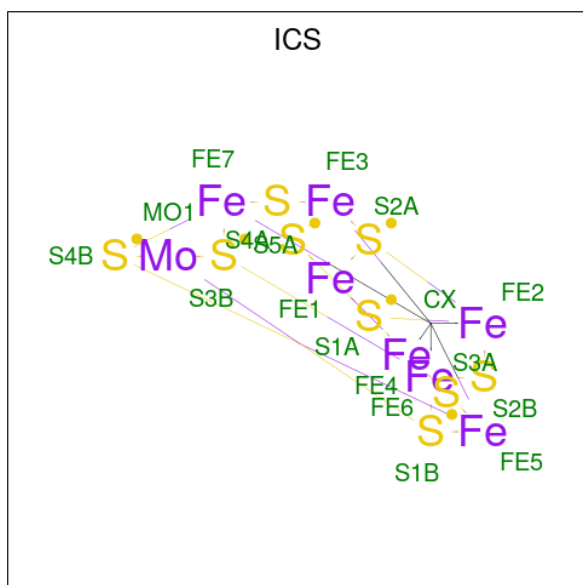 ICS
FE7
FE3
Fe S Fe
S2A
MO1
S4A
S5A
S S
S4B
S Mo S
Fe
S3B
FE1
CX
FE2
S
Fe
S1A
Fe
S3A
FE4
Fe
S
S
FE6
S2B
S Fe
S1B
FE5